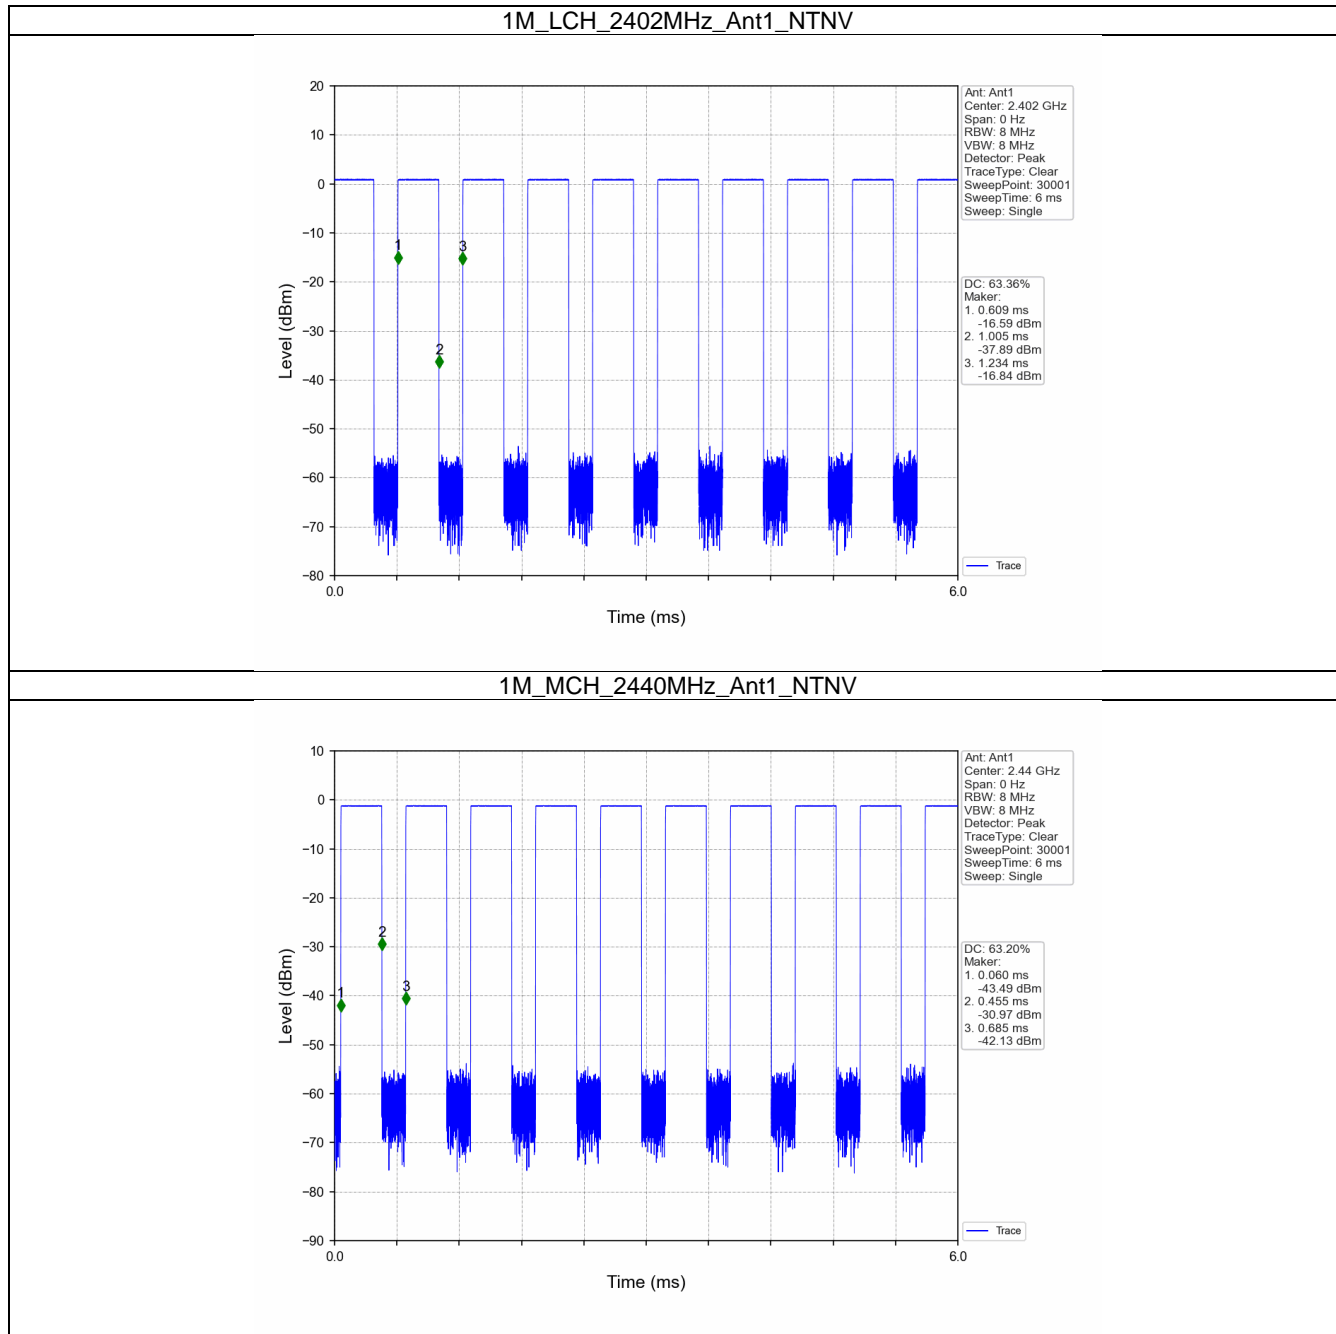 1M_LCH_2402MHz_Ant1_NTNV
20
10
0
−10
−20
−30
−40
−50
−60
−70
−80
Level (dBm)
0.0
6.0
Time (ms)
1
2
3
Ant: Ant1
Center: 2.402 GHz
Span: 0 Hz
RBW: 8 MHz
VBW: 8 MHz
Detector: Peak
TraceType: Clear
SweepPoint: 30001
SweepTime: 6 ms
Sweep: Single
DC: 63.36%
Maker:
1. 0.609 ms
-16.59 dBm
2. 1.005 ms
-37.89 dBm
3. 1.234 ms
-16.84 dBm
Trace
1M_MCH_2440MHz_Ant1_NTNV
10
0
−10
−20
−30
−40
−50
−60
−70
−80
−90
Level (dBm)
0.0
6.0
Time (ms)
1
2
3
Ant: Ant1
Center: 2.44 GHz
Span: 0 Hz
RBW: 8 MHz
VBW: 8 MHz
Detector: Peak
TraceType: Clear
SweepPoint: 30001
SweepTime: 6 ms
Sweep: Single
DC: 63.20%
Maker:
1. 0.060 ms
-43.49 dBm
2. 0.455 ms
-30.97 dBm
3. 0.685 ms
-42.13 dBm
Trace